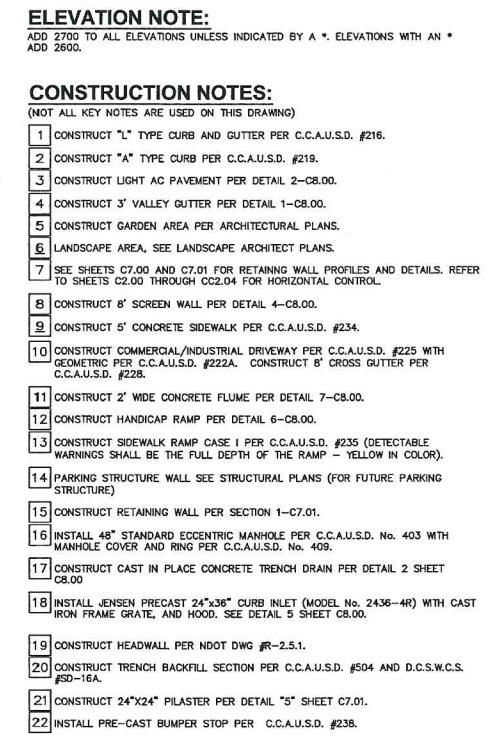 ELEVATION NOTE:
ADD 2700 TO ALL ELEVATIONS UNLESS INDICATED BY A *. ELEVATIONS WITH AN *
ADD 2600.
CONSTRUCTION NOTES:
(NOT ALL KEY NOTES ARE USED ON THIS DRAWING)
1 CONSTRUCT "L" TYPE CURB AND GUTTER PER C.C.A.U.S.D. #216.
2 CONSTRUCT "A" TYPE CURB PER C.C.A.U.S.D. #219.
3 CONSTRUCT LIGHT AC PAVEMENT PER DETAIL 2-C8.00.
4 CONSTRUCT 3' VALLEY GUTTER PER DETAIL 1-C8.00.
5 CONSTRUCT GARDEN AREA PER ARCHITECTURAL PLANS.
6 LANDSCAPE AREA, SEE LANDSCAPE ARCHITECT PLANS.
7 SEE SHEETS C7.00 AND C7.01 FOR RETAINNG WALL PROFILES AND DETAILS. REFER
TO SHEETS C2.00 THROUGH CC2.04 FOR HORIZONTAL CONTROL.
8 CONSTRUCT 8' SCREEN WALL PER DETAIL 4-C8.00.
9 CONSTRUCT 5' CONCRETE SIDEWALK PER C.C.A.U.S.D. #234.
10 CONSTRUCT COMMERCIAL/INDUSTRIAL DRIVEWAY PER C.C.A.U.S.D. #225 WITH
GEOMETRIC PER C.C.A.U.S.D. #222A. CONSTRUCT 8' CROSS GUTTER PER
C.C.A.U.S.D. #228.
11 CONSTRUCT 2' WIDE CONCRETE FLUME PER DETAIL 7-C8.00.
12 CONSTRUCT HANDICAP RAMP PER DETAIL 6-C8.00.
13 CONSTRUCT SIDEWALK RAMP CASE I PER C.C.A.U.S.D. #235 (DETECTABLE
WARNINGS SHALL BE THE FULL DEPTH OF THE RAMP - YELLOW IN COLOR).
14 PARKING STRUCTURE WALL SEE STRUCTURAL PLANS (FOR FUTURE PARKING
STRUCTURE)
15 CONSTRUCT RETAINING WALL PER SECTION 1-C7.01.
16 INSTALL 48" STANDARD ECCENTRIC MANHOLE PER C.C.A.U.S.D. No. 403 WITH
MANHOLE COVER AND RING PER C.C.A.U.S.D. No. 409.
17 CONSTRUCT CAST IN PLACE CONCRETE TRENCH DRAIN PER DETAIL 2 SHEET
C8.00
18 INSTALL JENSEN PRECAST 24"x36" CURB INLET (MODEL No. 2436-4R) WITH CAST
IRON FRAME GRATE, AND HOOD. SEE DETAIL 5 SHEET C8.00.
19 CONSTRUCT HEADWALL PER NDOT DWG #R-2.5.1.
20 CONSTRUCT TRENCH BACKFILL SECTION PER C.C.A.U.S.D. #504 AND D.C.S.W.C.S.
#SD-16A.
21 CONSTRUCT 24"X24" PILASTER PER DETAIL "5" SHEET C7.01.
22 INSTALL PRE-CAST BUMPER STOP PER C.C.A.U.S.D. #238.